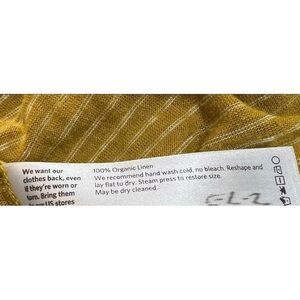 We want our
clothes back, even
if they're worn or
torn. Bring them
US stores
100% Organic Linen
We recommend hand wash cold, no bleach. Reshape and
lay flat to dry. Steam press to restore size.
May be dry cleaned.